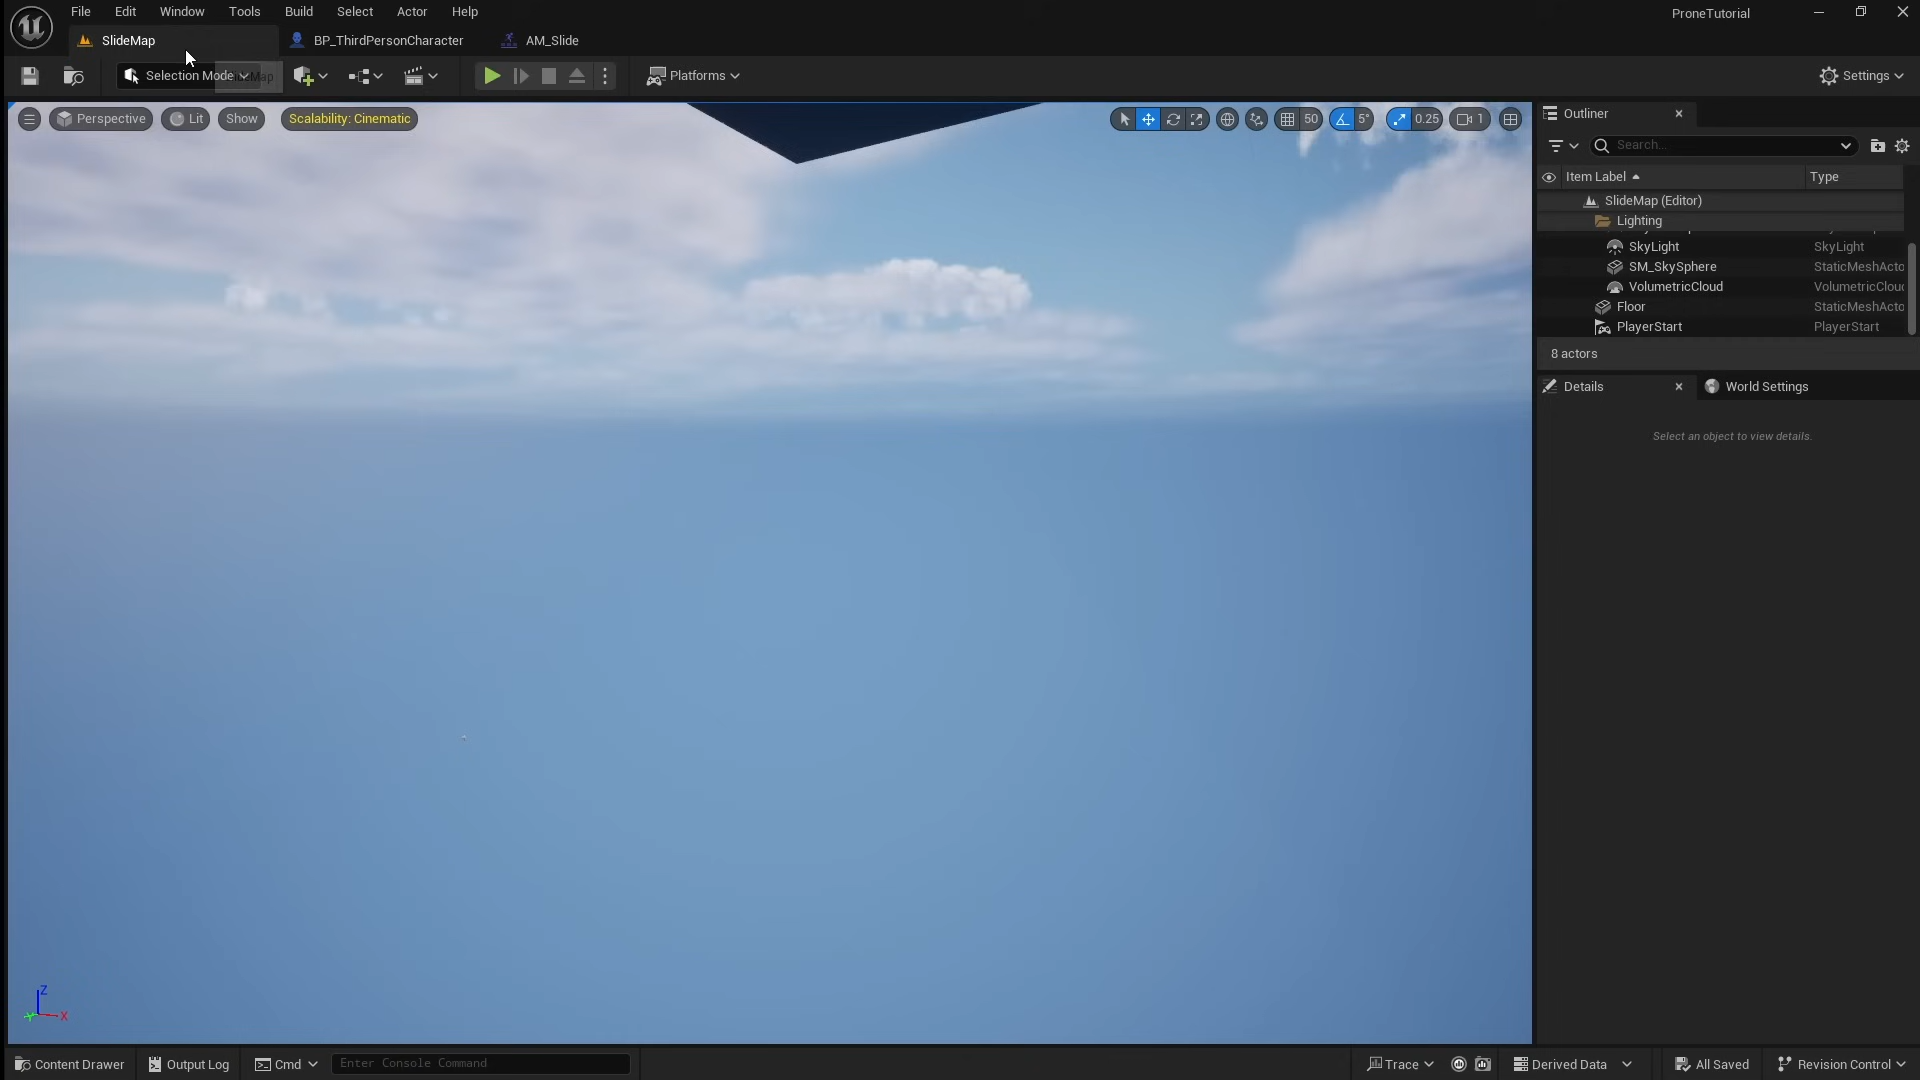 File Edit Window Tools Build Select Actor Help
ProneTutorial
SlideMap BP_ThirdPersonCharacter AM_Slide
Selection Mode SlideMap Platforms Settings
Perspective Lit Show Scalability: Cinematic 50 5° 0.25 1
Outliner
Search...
Item Label Type
SlideMap (Editor)
Lighting
SkyLight SkyLight
SM_SkySphere StaticMeshActo
VolumetricCloud VolumetricClou
Floor StaticMeshActo
PlayerStart PlayerStart
8 actors
Details World Settings
Select an object to view details.
Z
Y X
Content Drawer Output Log Cmd Enter Console Command Trace Derived Data All Saved Revision Control